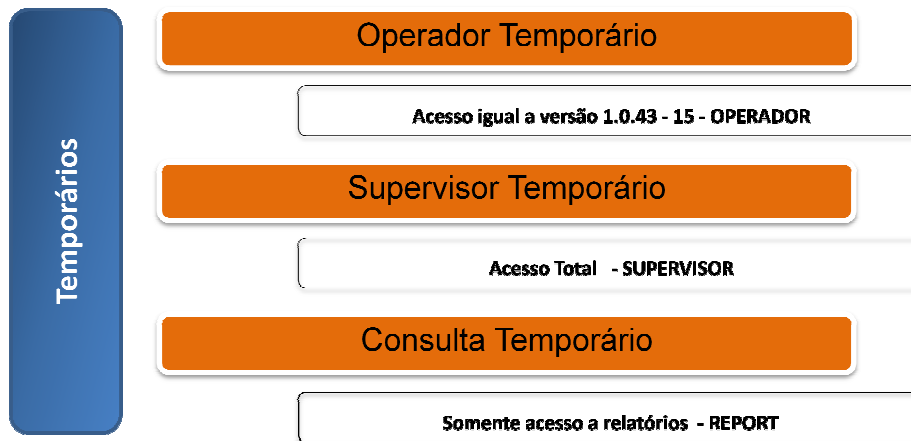 Temporários
Operador Temporário
Acesso igual a versão 1.0.43 - 15 - OPERADOR
Supervisor Temporário
Acesso Total - SUPERVISOR
Consulta Temporário
Somente acesso a relatórios - REPORT